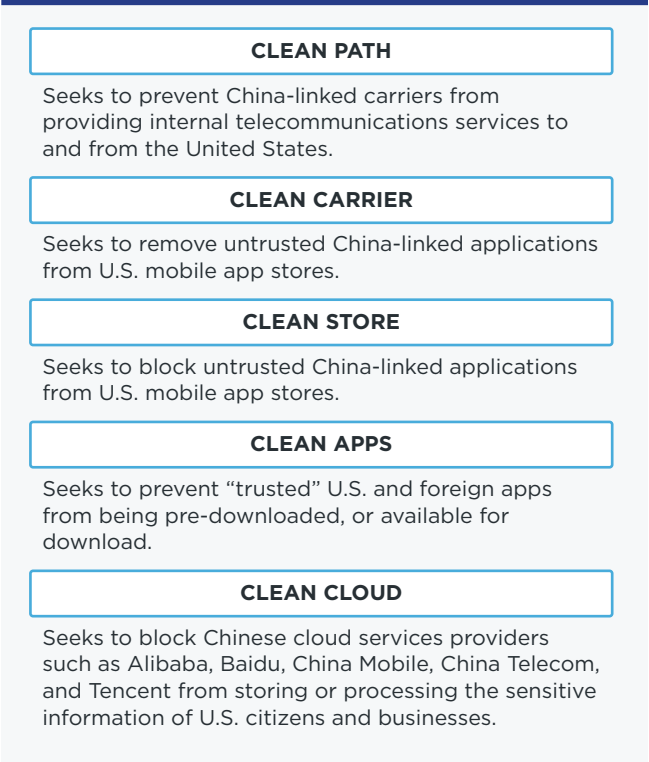 CLEAN PATH
Seeks to prevent China-linked carriers from
providing internal telecommunications services to
and from the United States.
CLEAN CARRIER
Seeks to remove untrusted China-linked applications
from U.S. mobile app stores.
CLEAN STORE
Seeks to block untrusted China-linked applications
from U.S. mobile app stores.
CLEAN APPS
Seeks to prevent “trusted” U.S. and foreign apps
from being pre-downloaded, or available for
download.
CLEAN CLOUD
Seeks to block Chinese cloud services providers
such as Alibaba, Baidu, China Mobile, China Telecom,
and Tencent from storing or processing the sensitive
information of U.S. citizens and businesses.